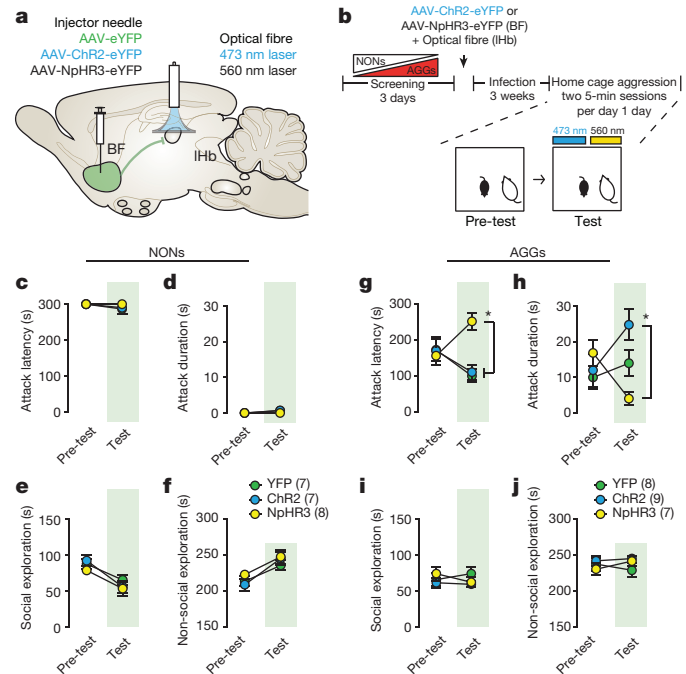 a
Injector needle
AAV-eYFP
AAV-ChR2-eYFP
AAV-NpHR3-eYFP
Optical fibre
473 nm laser
560 nm laser
BF
lHb
b
AAV-ChR2-eYFP or
AAV-NpHR3-eYFP (BF)
+ Optical fibre (lHb)
NONs
AGGs
Screening
3 days
Infection
3 weeks
Home cage aggression
two 5-min sessions
per day 1 day
473 nm
560 nm
Pre-test
Test
NONs
AGGs
c
Attack latency (s)
300
200
100
0
Pre-test
Test
d
Attack duration (s)
30
20
10
0
Pre-test
Test
g
Attack latency (s)
300
200
100
0
*
Pre-test
Test
h
Attack duration (s)
30
20
10
0
*
Pre-test
Test
e
Social exploration (s)
150
100
50
0
Pre-test
Test
f
YFP (7)
ChR2 (7)
NpHR3 (8)
Non-social exploration (s)
300
250
200
150
Pre-test
Test
i
Social exploration (s)
150
100
50
0
Pre-test
Test
j
YFP (8)
ChR2 (9)
NpHR3 (7)
Non-social exploration (s)
300
250
200
150
Pre-test
Test